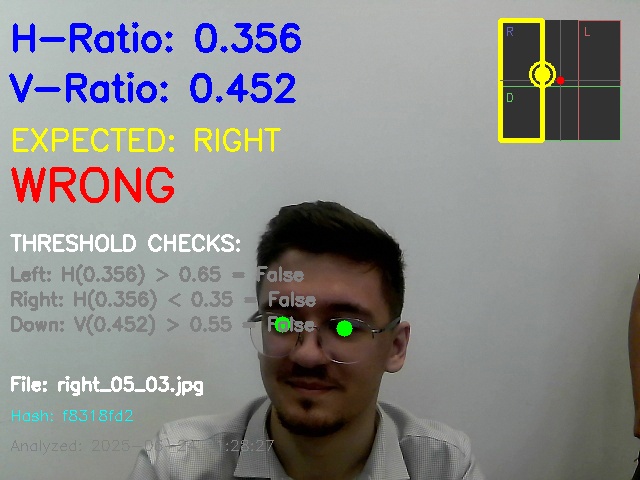 H-Ratio: 0.356
V-Ratio: 0.452
EXPECTED: RIGHT
WRONG
THRESHOLD CHECKS:
Left: H(0.356) > 0.65 = False
Right: H(0.356) < 0.35 = False
Down: V(0.452) > 0.55 = False
File: right_05_03.jpg
Hash: f8318fd2
Analyzed:
R
L
D